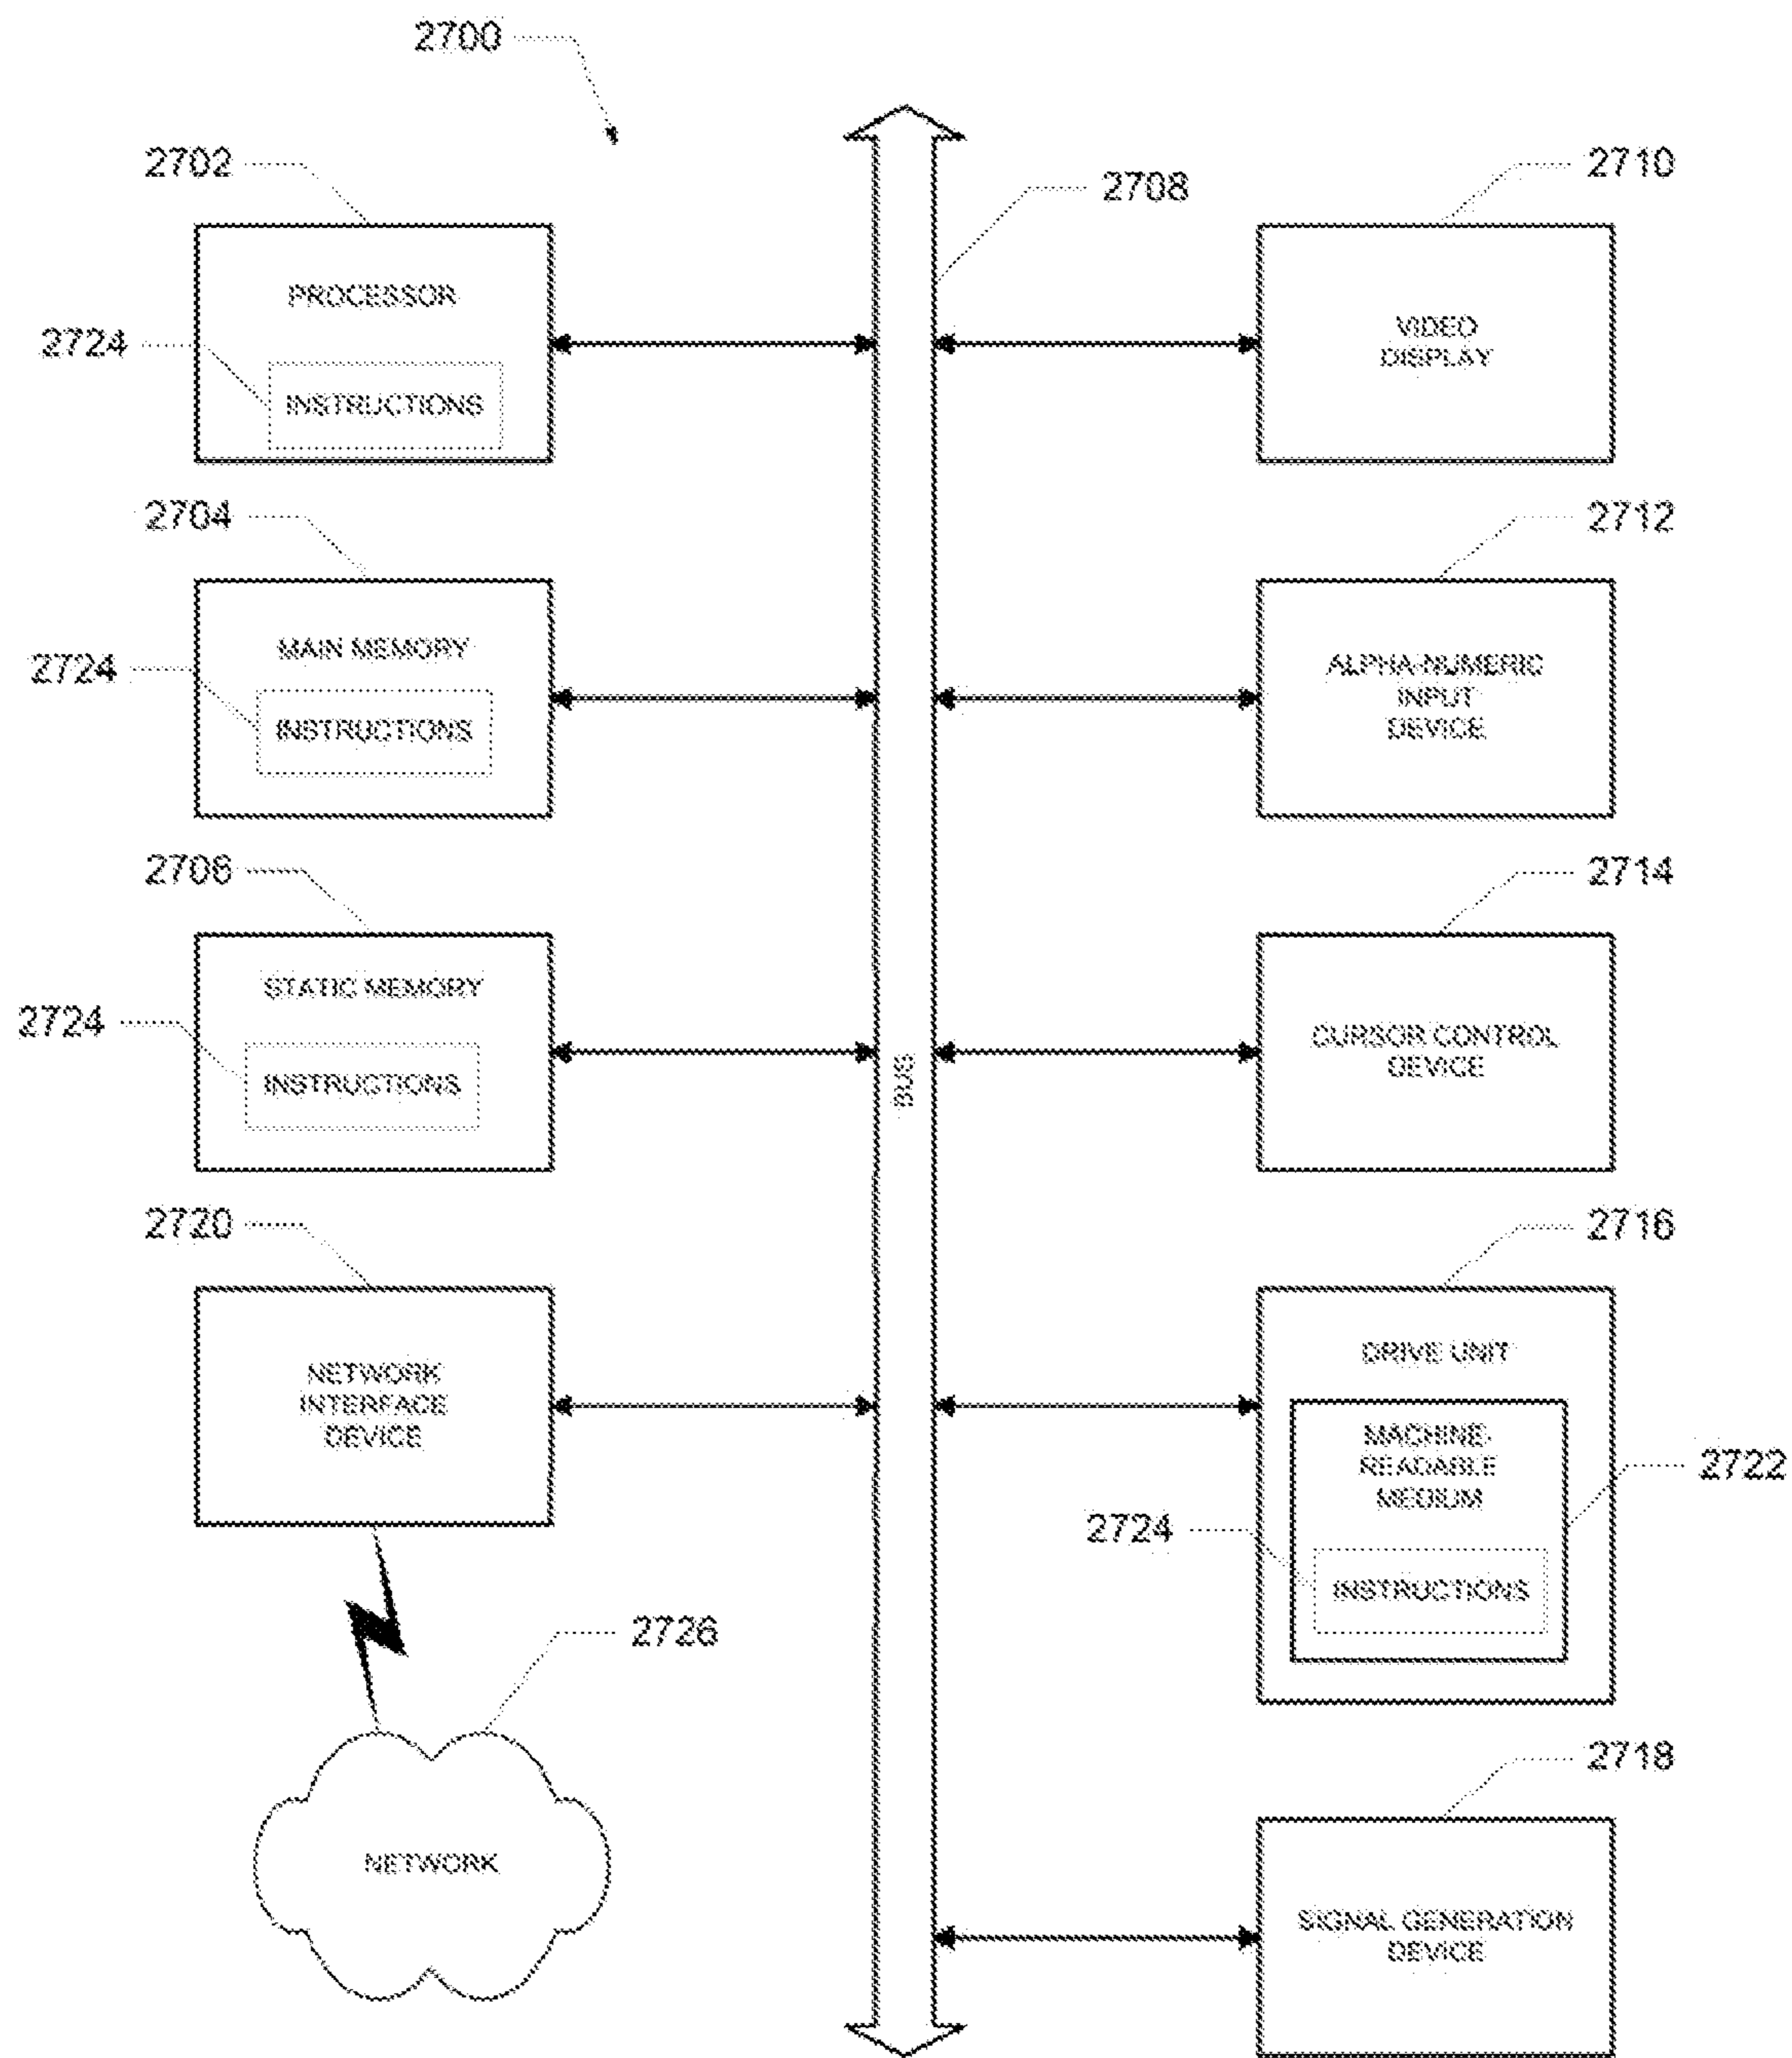 2700
2702
PROCESSOR
2724
INSTRUCTIONS
2704
MAIN MEMORY
2724
INSTRUCTIONS
2706
STATIC MEMORY
2724
INSTRUCTIONS
2720
NETWORK
INTERFACE
DEVICE
2726
NETWORK
2708
BUS
2710
VIDEO
DISPLAY
2712
ALPHA-NUMERIC
INPUT
DEVICE
2714
CURSOR CONTROL
DEVICE
2716
DRIVE UNIT
MACHINE-
READABLE
MEDIUM
2722
2724
INSTRUCTIONS
2718
SIGNAL GENERATION
DEVICE